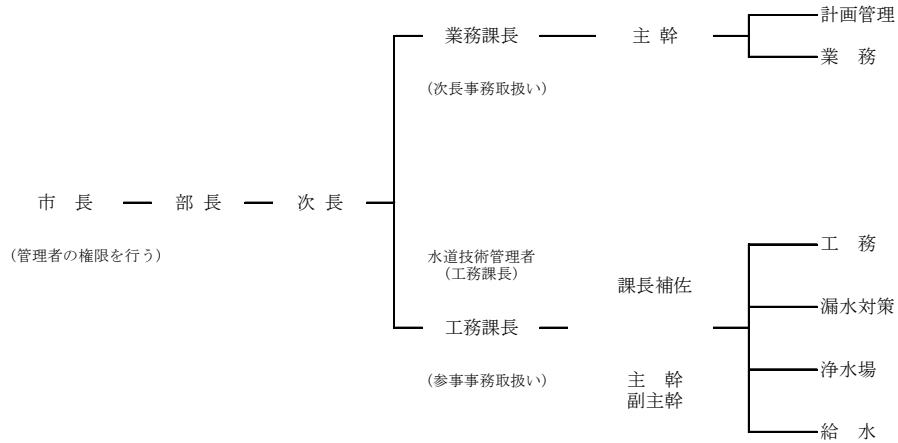 計画管理
業務課長 主 幹
業 務
(次長事務取扱い)
市 長 部 長 次 長
(管理者の権限を行う)
水道技術管理者
(工務課長)
工 務
課長補佐
漏水対策
工務課長
(参事事務取扱い)
主 幹
副主幹
浄水場
給 水